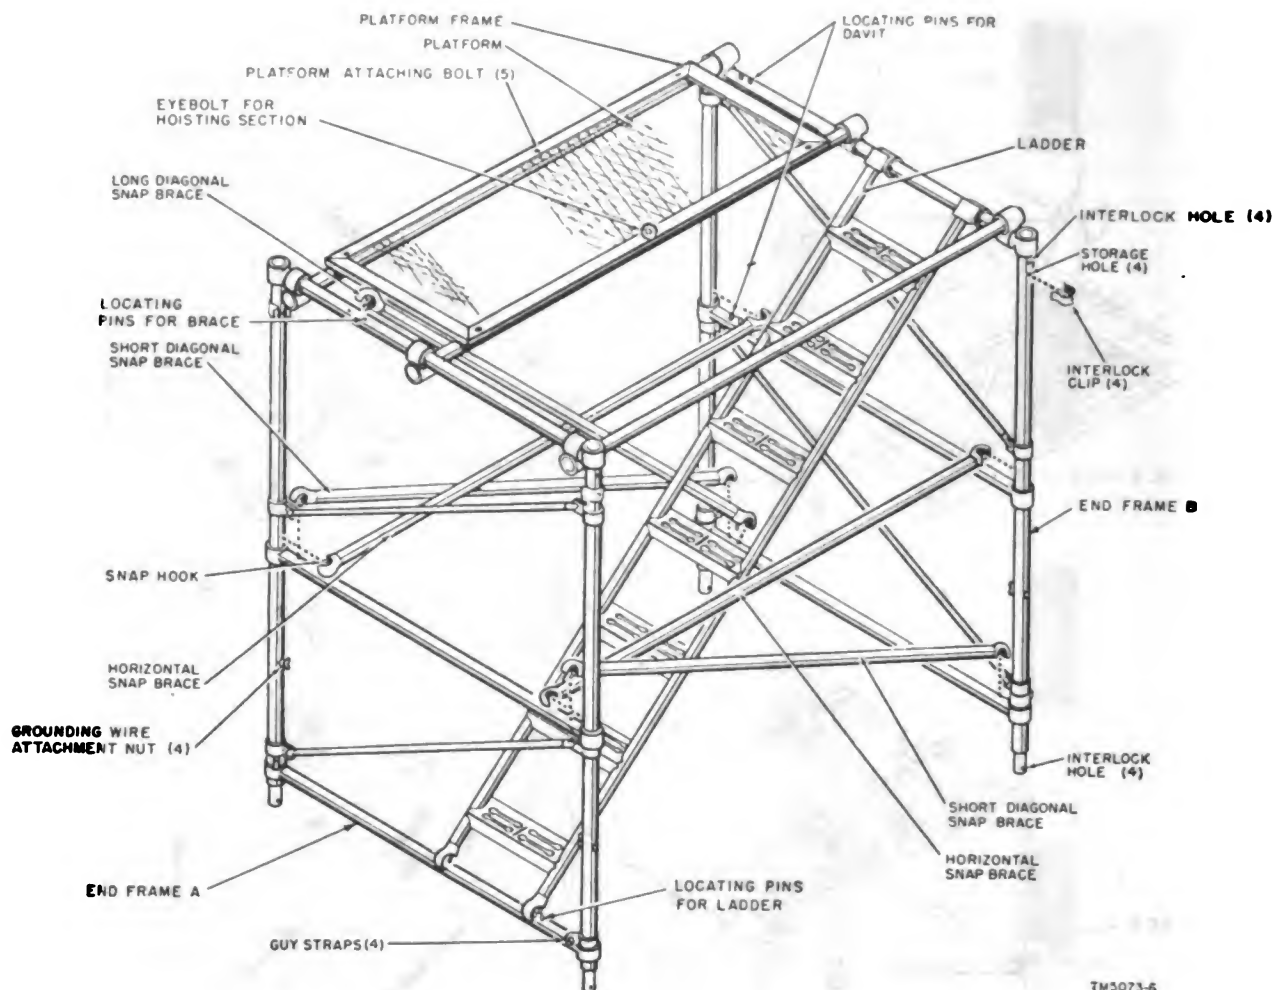 PLATFORM FRAME
PLATFORM
PLATFORM ATTACHING BOLT (5)
EYEBOLT FOR
HOISTING SECTION
LONG DIAGONAL
SNAP BRACE
LOCATING
PINS FOR BRACE
SHORT DIAGONAL
SNAP BRACE
SNAP HOOK
HORIZONTAL
SNAP BRACE
GROUNDING WIRE
ATTACHMENT NUT (4)
END FRAME A
GUY STRAPS (4)
LOCATING PINS
FOR LADDER
LOCATING PINS FOR
DAVIT
LADDER
INTERLOCK HOLE (4)
STORAGE
HOLE (4)
INTERLOCK
CLIP (4)
END FRAME B
INTERLOCK
HOLE (4)
SHORT DIAGONAL
SNAP BRACE
HORIZONTAL
SNAP BRACE
TM5073-6